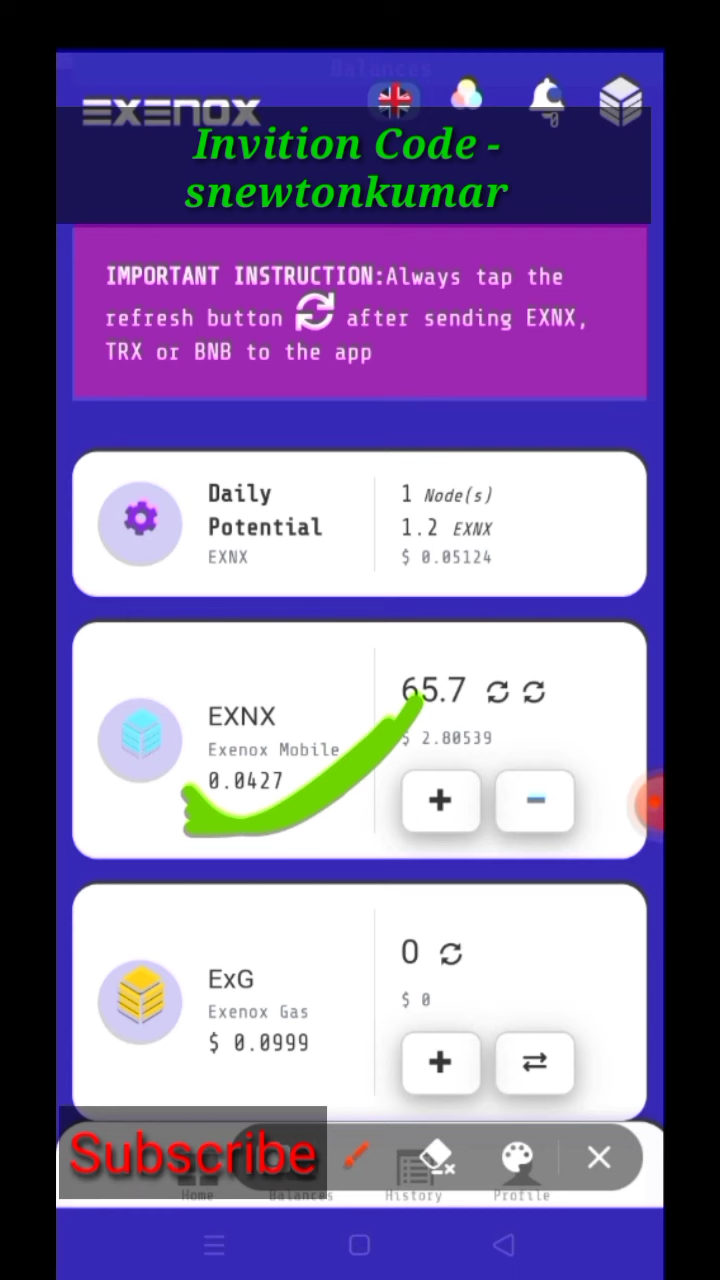 Balances
EXENOX
0
Invition Code -
snewtonkumar
IMPORTANT INSTRUCTION:Always tap the
refresh button after sending EXNX,
TRX or BNB to the app
Daily
Potential
EXNX
1 Node(s)
1.2 EXNX
$ 0.05124
EXNX
Exenox Mobile
0.0427
65.7
$ 2.80539
ExG
Exenox Gas
$ 0.0999
0
$ 0
Subscribe
Home
Balances
History
Profile